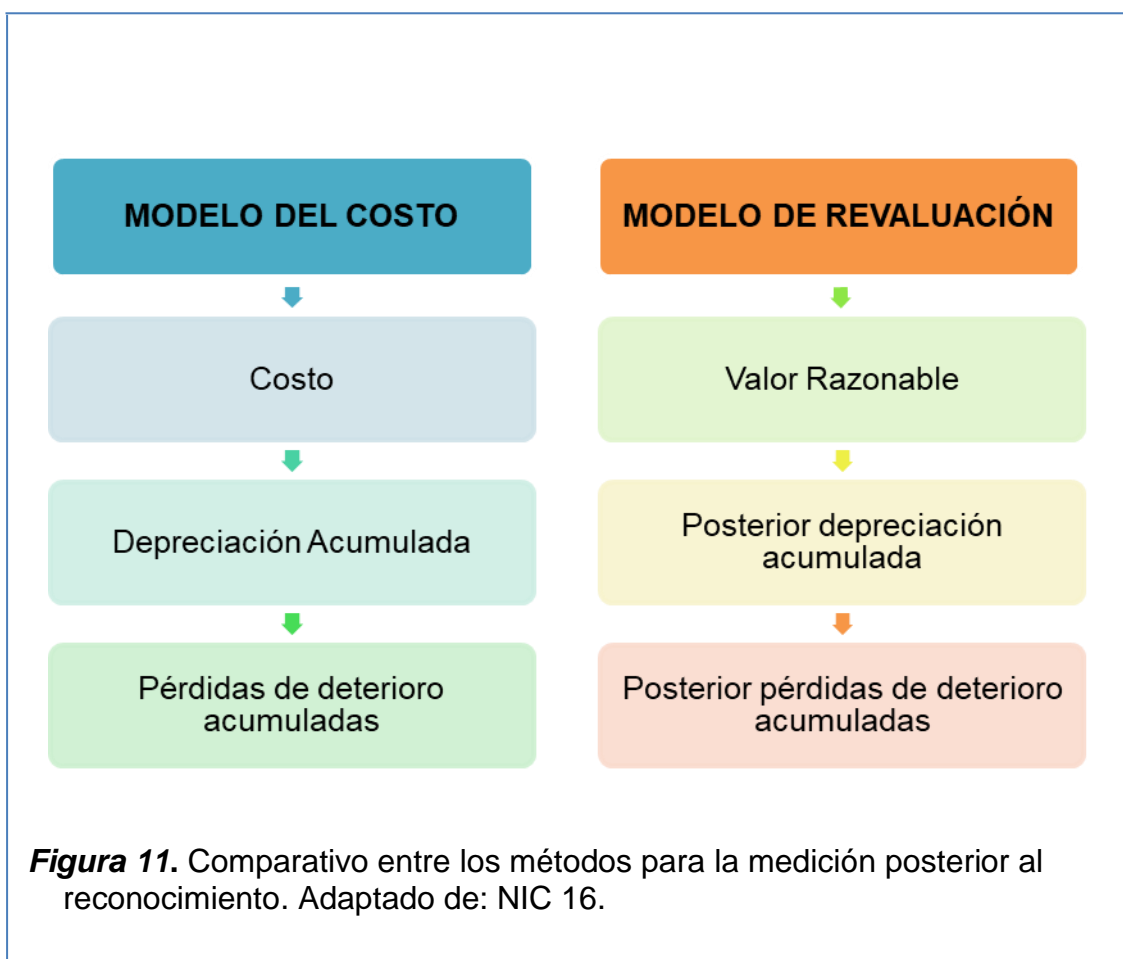 MODELO DEL COSTO
Costo
Depreciación Acumulada
Pérdidas de deterioro
acumuladas
MODELO DE REVALUACIÓN
Valor Razonable
Posterior depreciación
acumulada
Posterior pérdidas de deterioro
acumuladas
Figura 11. Comparativo entre los métodos para la medición posterior al
reconocimiento. Adaptado de: NIC 16.